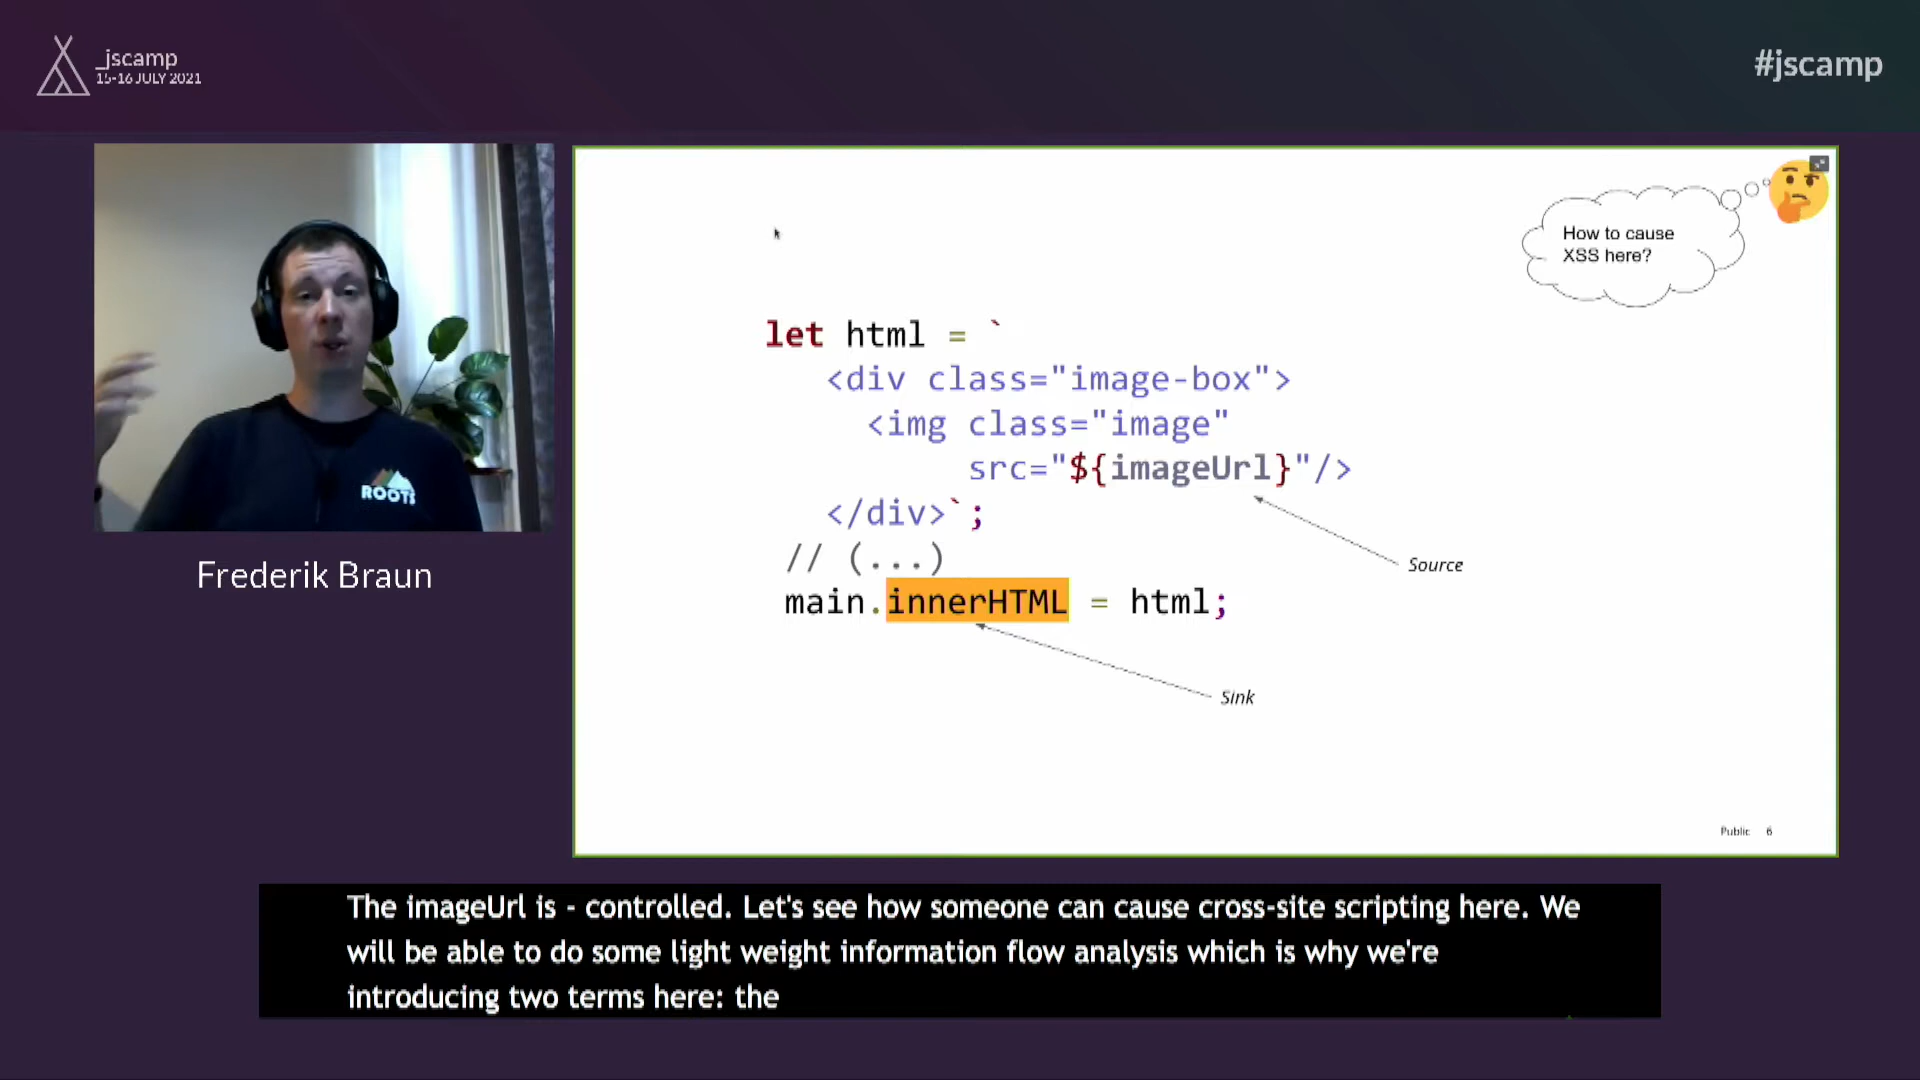 _jscamp
15-16 JULY 2021
#jscamp
How to cause
XSS here?
let html = `
<div class="image-box">
<img class="image"
src="${imageUrl}"/>
</div>`;
// (...)
main.innerHTML = html;
Source
Sink
Public 6
ROOTS
Frederik Braun
The imageUrl is - controlled. Let's see how someone can cause cross-site scripting here. We
will be able to do some light weight information flow analysis which is why we're
introducing two terms here: the